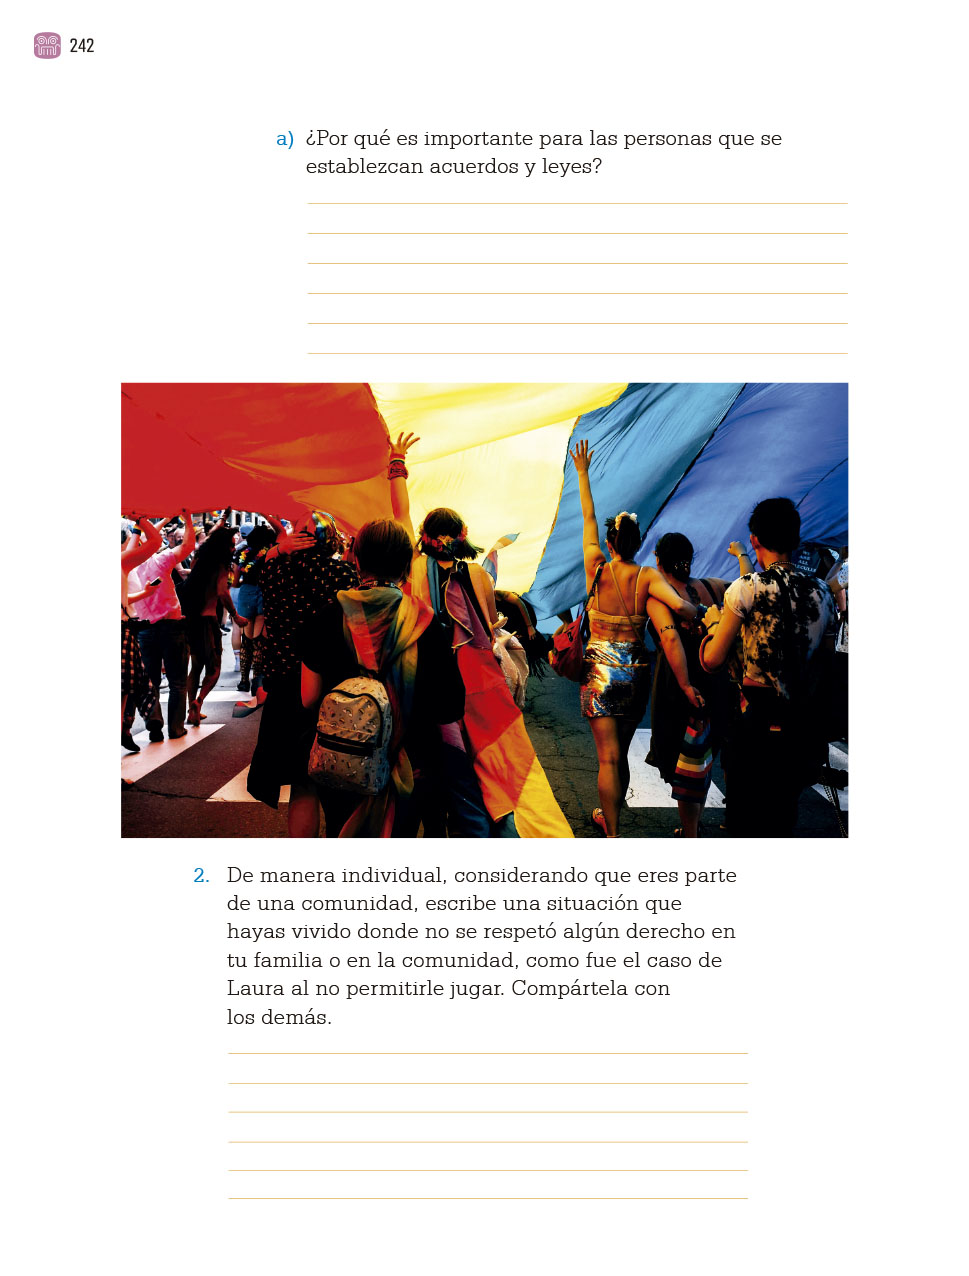 242
a) ¿Por qué es importante para las personas que se
establezcan acuerdos y leyes?
2. De manera individual, considerando que eres parte
de una comunidad, escribe una situación que
hayas vivido donde no se respetó algún derecho en
tu familia o en la comunidad, como fue el caso de
Laura al no permitirle jugar. Compártela con
los demás.